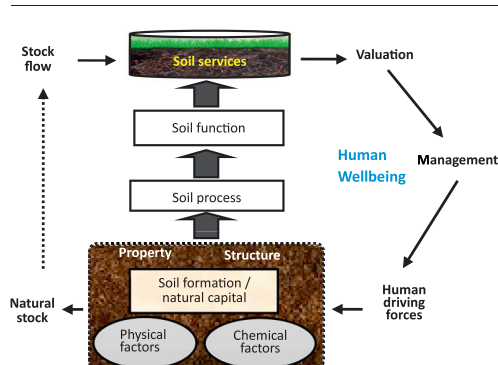 Stock
flow
Soil services
Valuation
Soil function
Human
Wellbeing
Management
Soil process
Property
Structure
Soil formation /
natural capital
Natural
stock
Human
driving
forces
Physical
factors
Chemical
factors